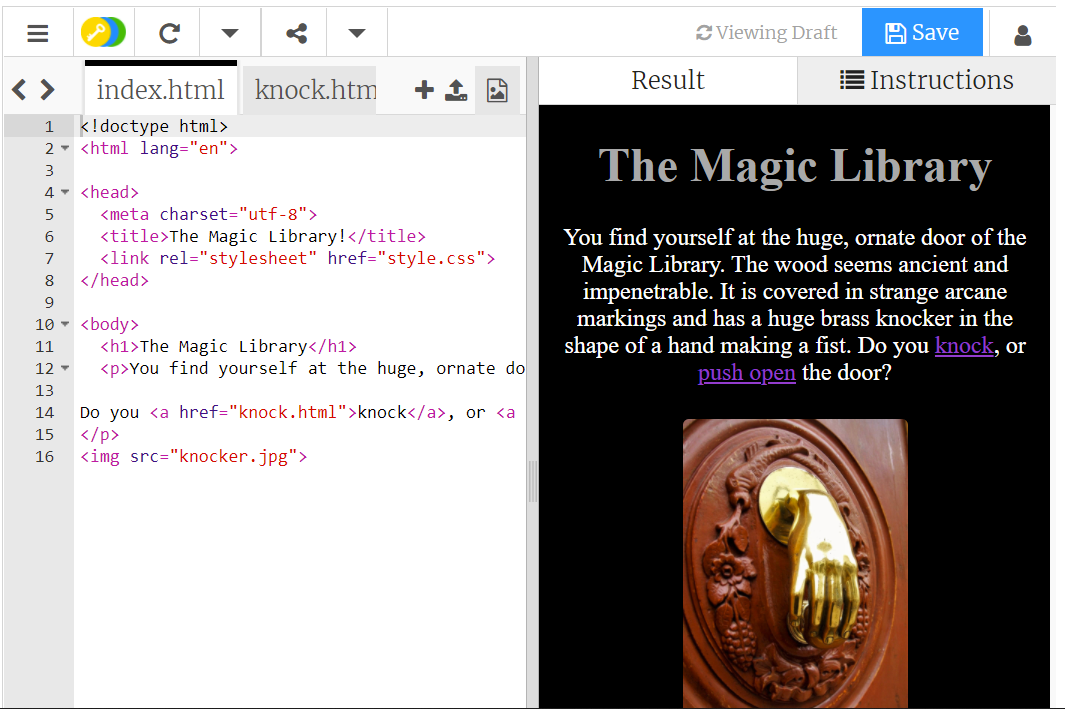 Viewing Draft
Save
index.html
knock.htm
Result
Instructions
1 <!doctype html>
2 <html lang="en">
3
4 <head>
5 <meta charset="utf-8">
6 <title>The Magic Library!</title>
7 <link rel="stylesheet" href="style.css">
8 </head>
9
10 <body>
11 <h1>The Magic Library</h1>
12 <p>You find yourself at the huge, ornate do
13
14 Do you <a href="knock.html">knock</a>, or <a
15 </p>
16 <img src="knocker.jpg">
The Magic Library
You find yourself at the huge, ornate door of the
Magic Library. The wood seems ancient and
impenetrable. It is covered in strange arcane
markings and has a huge brass knocker in the
shape of a hand making a fist. Do you knock, or
push open the door?